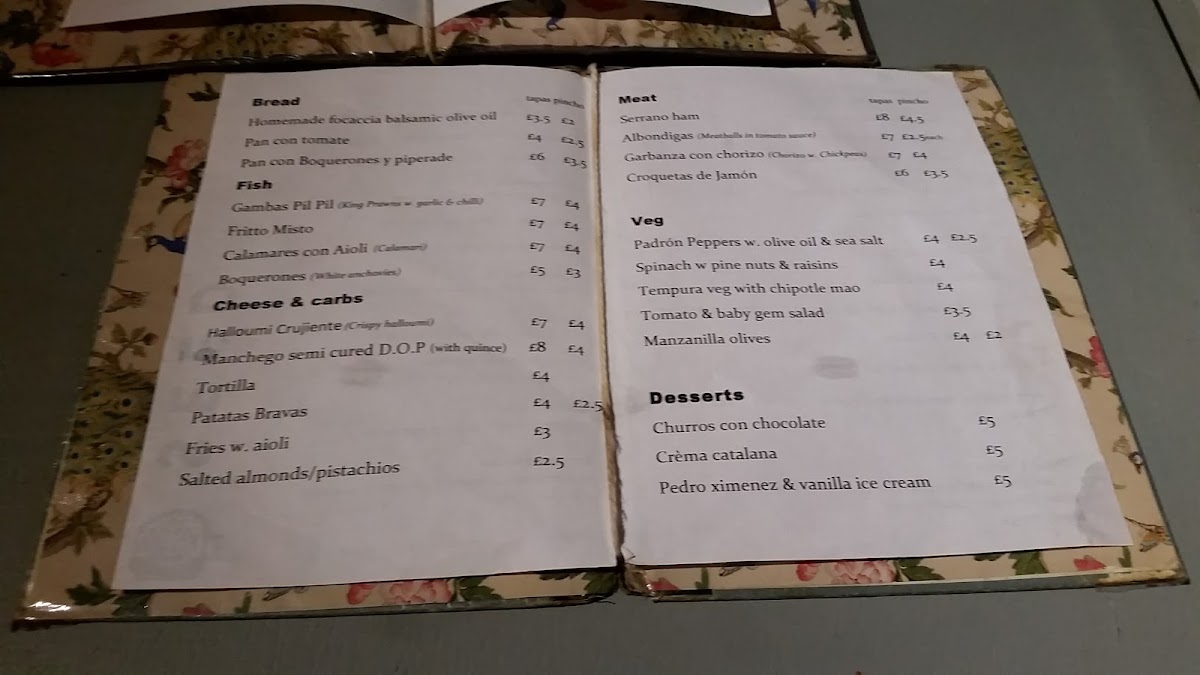 Bread tapas pincho
Homemade focaccia balsamic olive oil £3.5 £2
Pan con tomate £4 £2.5
Pan con Boquerones y piperade £6 £3.5
Fish
Gambas Pil Pil (King Prawns w. garlic & chilli) £7 £4
Fritto Misto £7 £4
Calamares con Aioli (Calamari) £7 £4
Boquerones (White anchovies) £5 £3
Cheese & carbs
Halloumi Crujiente (Crispy halloumi) £7 £4
Manchego semi cured D.O.P (with quince) £8 £4
Tortilla £4
Patatas Bravas £4 £2.5
Fries w. aioli £3
Salted almonds/pistachios £2.5
Meat tapas pincho
Serrano ham £8 £4.5
Albondigas (Meatballs in tomato sauce) £7 £2.5each
Garbanza con chorizo (Chorizo w. Chickpeas) £7 £4
Croquetas de Jamón £6 £3.5
Veg
Padrón Peppers w. olive oil & sea salt £4 £2.5
Spinach w pine nuts & raisins £4
Tempura veg with chipotle mao £4
Tomato & baby gem salad £3.5
Manzanilla olives £4 £2
Desserts
Churros con chocolate £5
Crèma catalana £5
Pedro ximenez & vanilla ice cream £5